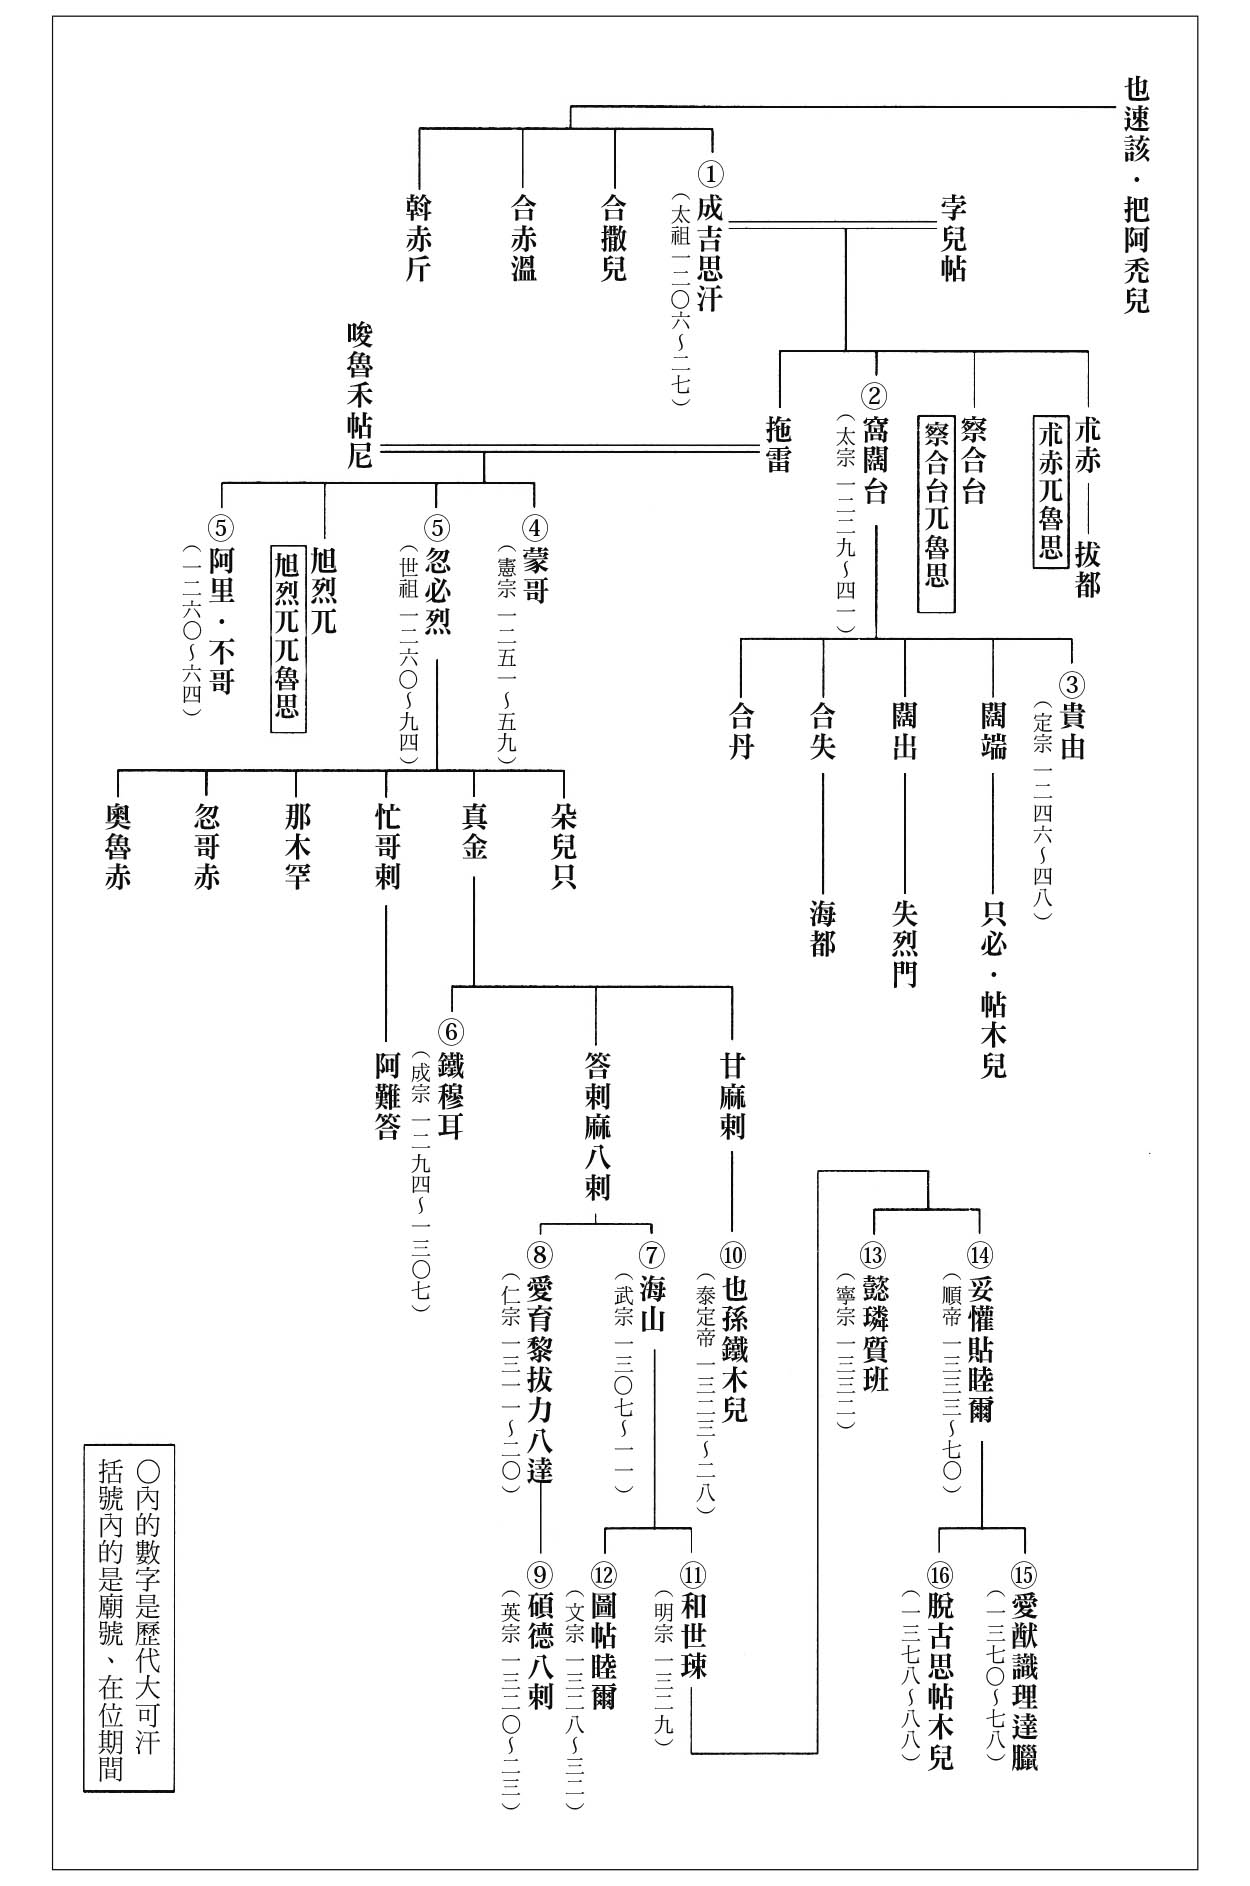 也速該・把阿禿兒
孛兒帖
①成吉思汗
（太祖 一二〇六～二七）
合撒兒
合赤溫
斡赤斤
朮赤
拔都
朮赤兀魯思
察合台
察合台兀魯思
②窩闊台
（太宗 一二二九～四一）
拖雷
唆魯禾帖尼
③貴由
（定宗 一二四六～四八）
闊端
只必・帖木兒
闊出
失烈門
合失
海都
合丹
④蒙哥
（憲宗 一二五一～五九）
⑤忽必烈
（世祖 一二六〇～九四）
旭烈兀
旭烈兀兀魯思
⑤阿里・不哥
（一二六〇～六四）
朵兒只
真金
忙哥剌
阿難答
那木罕
忽哥赤
奧魯赤
甘麻剌
答剌麻八剌
⑥鐵穆耳
（成宗 一二九四～一三〇七）
⑩也孫鐵木兒
（泰定帝 一三二三～二八）
⑦海山
（武宗 一三〇七～一一）
⑧愛育黎拔力八達
（仁宗 一三一一～二〇）
⑪和世㻋
（明宗 一三二九）
⑫圖帖睦爾
（文宗 一三二八～三二）
⑨碩德八剌
（英宗 一三二〇～二三）
⑭妥懽貼睦爾
（順帝 一三三三～七〇）
⑬懿璘質班
（寧宗 一三三二）
⑮愛猷識理達臘
（一三七〇～七八）
⑯脫古思帖木兒
（一三七八～八八）
〇內的數字是歷代大可汗
括號內的是廟號、在位期間